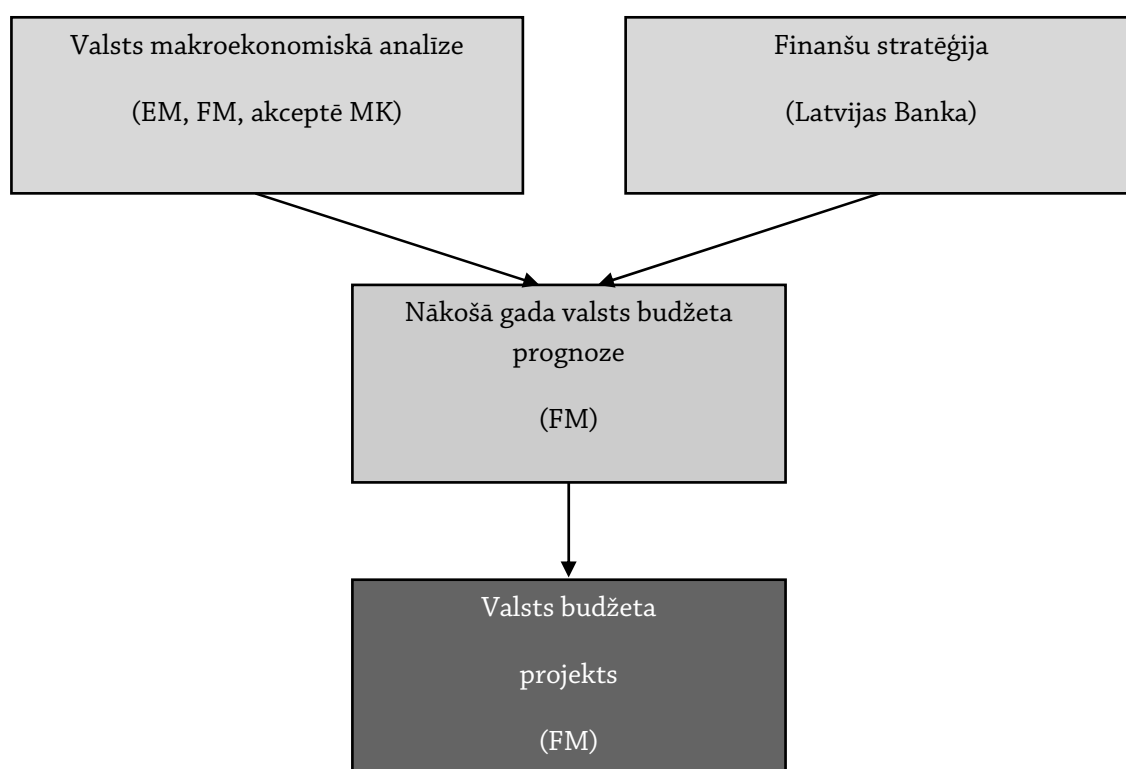 Valsts makroekonomiskā analīze
(EM, FM, akceptē MK)
Finanšu stratēģija
(Latvijas Banka)
Nākošā gada valsts budžeta
prognoze
(FM)
Valsts budžeta
projekts
(FM)